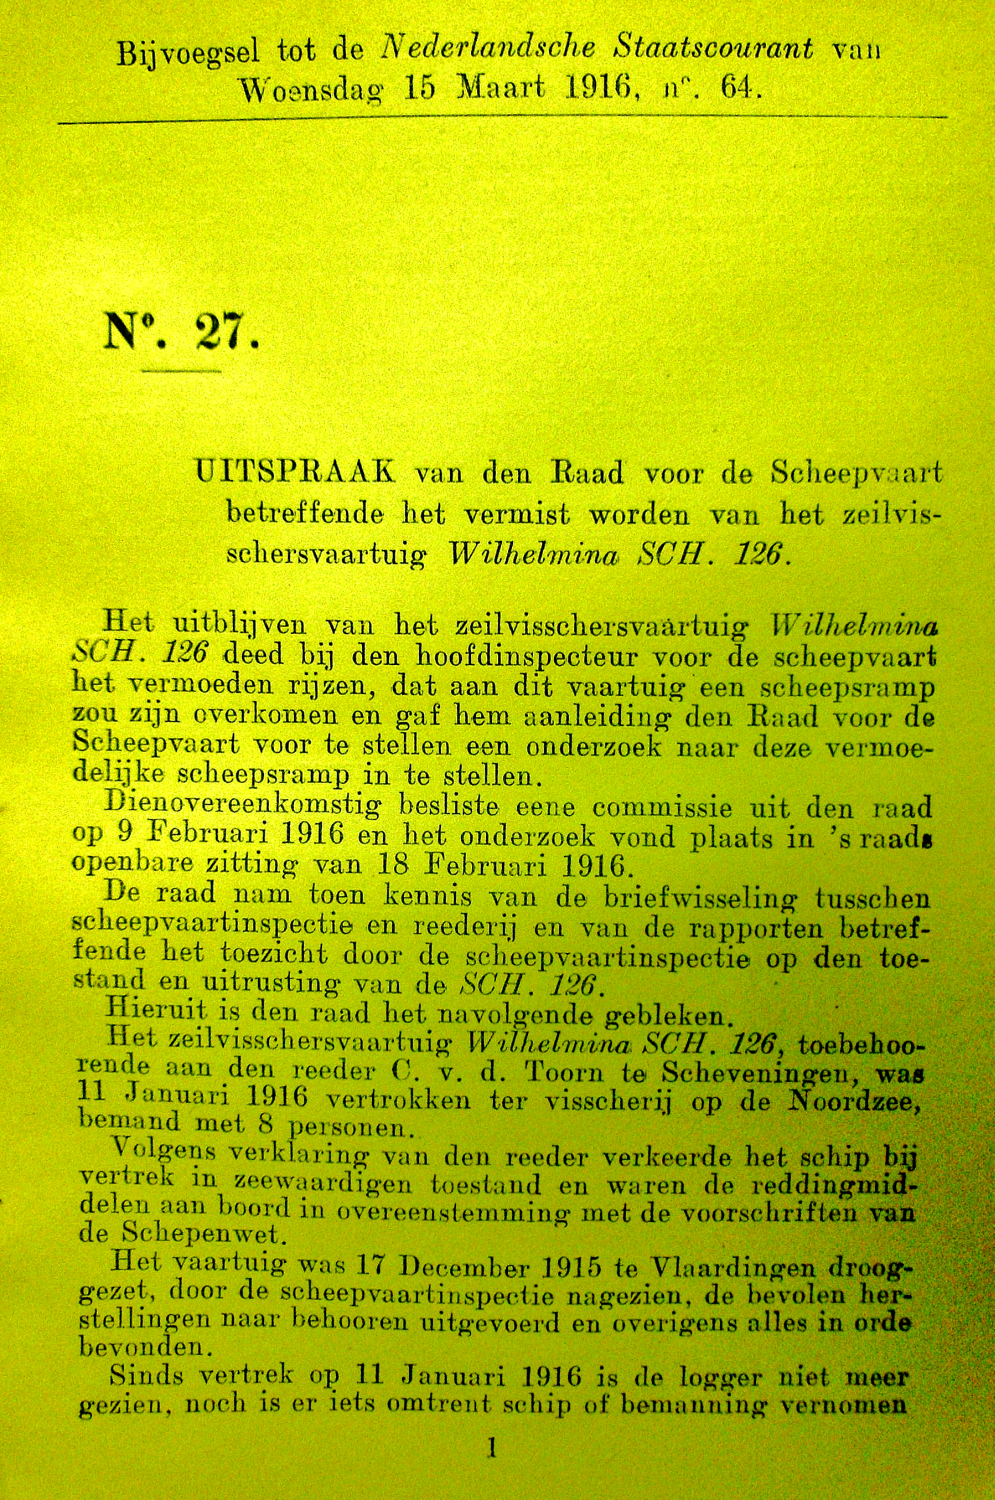 Bijvoegsel tot de Nederlandsche Staatscourant van
Woensdag 15 Maart 1916, n°. 64.
N°. 27.
UITSPRAAK van den Raad voor de Scheepvaart
betreffende het vermist worden van het zeilvis-
schersvaartuig Wilhelmina SCH. 126.
Het uitblijven van het zeilvisschersvaartuig Wilhelmina
SCH. 126 deed bij den hoofdinspecteur voor de scheepvaart
het vermoeden rijzen, dat aan dit vaartuig een scheepsramp
zou zijn overkomen en gaf hem aanleiding den Raad voor de
Scheepvaart voor te stellen een onderzoek naar deze vermoe-
delijke scheepsramp in te stellen.
Dienovereenkomstig besliste eene commissie uit den raad
op 9 Februari 1916 en het onderzoek vond plaats in 's raads
openbare zitting van 18 Februari 1916.
De raad nam toen kennis van de briefwisseling tusschen
scheepvaartinspectie en reederij en van de rapporten betref-
fende het toezicht door de scheepvaartinspectie op den toe-
stand en uitrusting van de SCH. 126.
Hieruit is den raad het navolgende gebleken.
Het zeilvisschersvaartuig Wilhelmina SCH. 126, toebehoo-
rende aan den reeder C. v. d. Toorn te Scheveningen, was
11 Januari 1916 vertrokken ter visscherij op de Noordzee,
bemand met 8 personen.
Volgens verklaring van den reeder verkeerde het schip bij
vertrek in zeewaardigen toestand en waren de reddingmid-
delen aan boord in overeenstemming met de voorschriften van
de Schepenwet.
Het vaartuig was 17 December 1915 te Vlaardingen droog-
gezet, door de scheepvaartinspectie nagezien, de bevolen her-
stellingen naar behooren uitgevoerd en overigens alles in orde
bevonden.
Sinds vertrek op 11 Januari 1916 is de logger niet meer
gezien, noch is er iets omtrent schip of bemanning vernomen
1